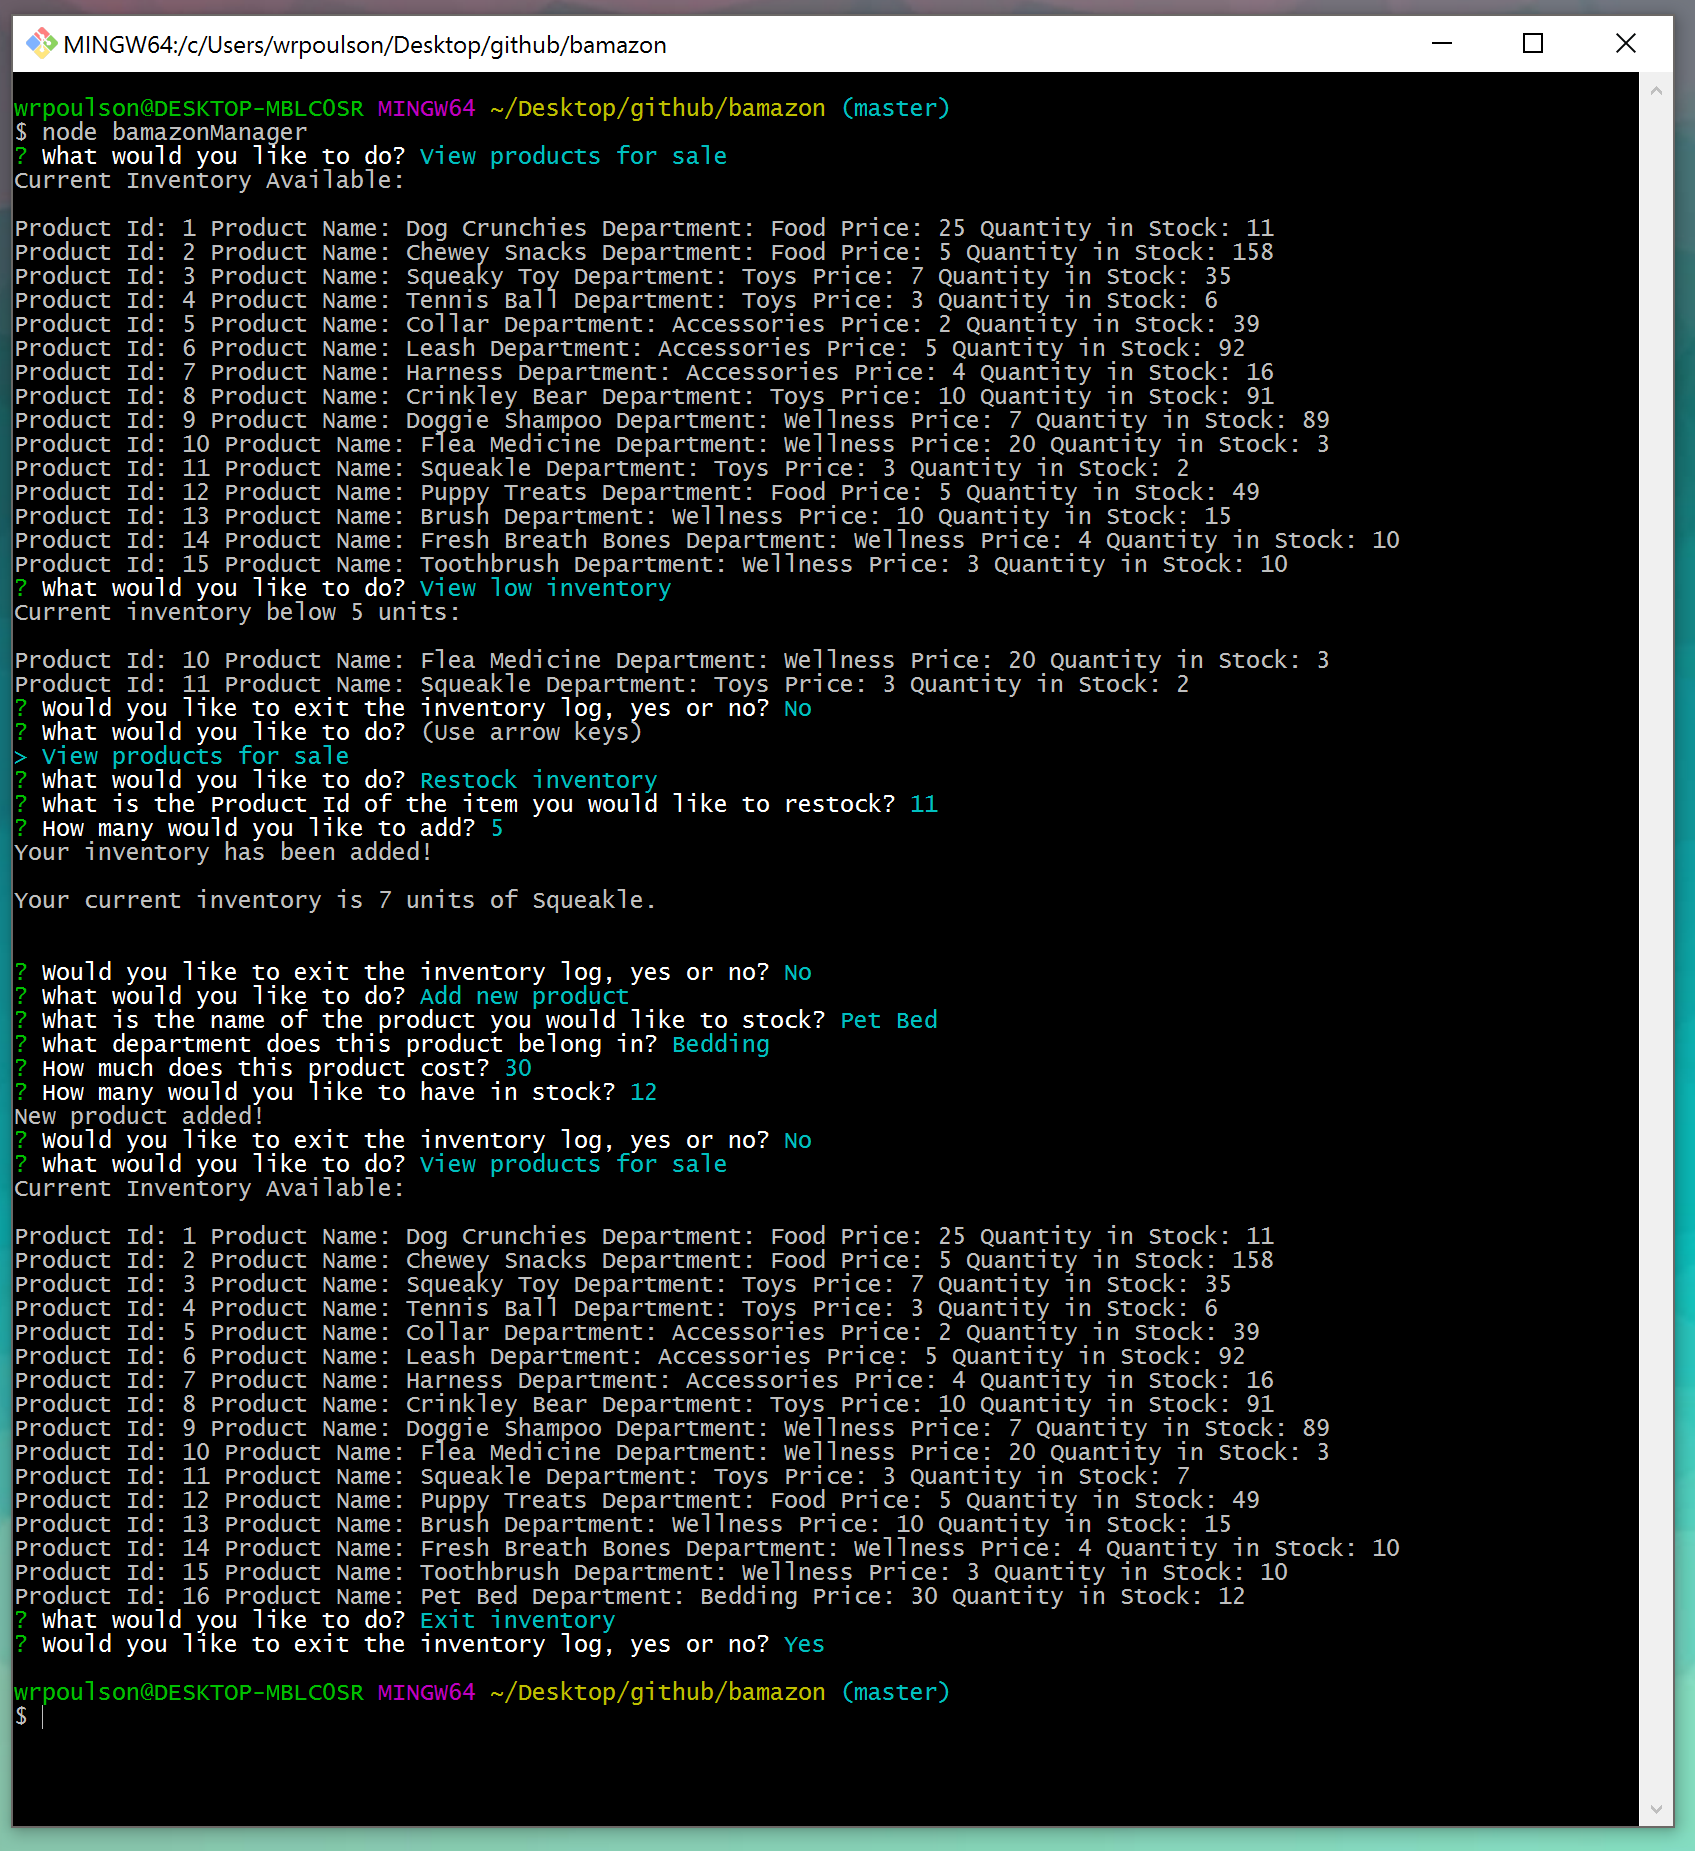 MINGW64:/c/Users/wrpoulson/Desktop/github/bamazon
wrpoulson@DESKTOP-MBLC0SR MINGW64 ~/Desktop/github/bamazon (master)
$ node bamazonManager
? What would you like to do? View products for sale
Current Inventory Available:
Product Id: 1 Product Name: Dog Crunchies Department: Food Price: 25 Quantity in Stock: 11
Product Id: 2 Product Name: Chewey Snacks Department: Food Price: 5 Quantity in Stock: 158
Product Id: 3 Product Name: Squeaky Toy Department: Toys Price: 7 Quantity in Stock: 35
Product Id: 4 Product Name: Tennis Ball Department: Toys Price: 3 Quantity in Stock: 6
Product Id: 5 Product Name: Collar Department: Accessories Price: 2 Quantity in Stock: 39
Product Id: 6 Product Name: Leash Department: Accessories Price: 5 Quantity in Stock: 92
Product Id: 7 Product Name: Harness Department: Accessories Price: 4 Quantity in Stock: 16
Product Id: 8 Product Name: Crinkley Bear Department: Toys Price: 10 Quantity in Stock: 91
Product Id: 9 Product Name: Doggie Shampoo Department: Wellness Price: 7 Quantity in Stock: 89
Product Id: 10 Product Name: Flea Medicine Department: Wellness Price: 20 Quantity in Stock: 3
Product Id: 11 Product Name: Squeakle Department: Toys Price: 3 Quantity in Stock: 2
Product Id: 12 Product Name: Puppy Treats Department: Food Price: 5 Quantity in Stock: 49
Product Id: 13 Product Name: Brush Department: Wellness Price: 10 Quantity in Stock: 15
Product Id: 14 Product Name: Fresh Breath Bones Department: Wellness Price: 4 Quantity in Stock: 10
Product Id: 15 Product Name: Toothbrush Department: Wellness Price: 3 Quantity in Stock: 10
? What would you like to do? View low inventory
Current inventory below 5 units:
Product Id: 10 Product Name: Flea Medicine Department: Wellness Price: 20 Quantity in Stock: 3
Product Id: 11 Product Name: Squeakle Department: Toys Price: 3 Quantity in Stock: 2
? Would you like to exit the inventory log, yes or no? No
? What would you like to do? (Use arrow keys)
> View products for sale
? What would you like to do? Restock inventory
? What is the Product Id of the item you would like to restock? 11
? How many would you like to add? 5
Your inventory has been added!
Your current inventory is 7 units of Squeakle.
? Would you like to exit the inventory log, yes or no? No
? What would you like to do? Add new product
? What is the name of the product you would like to stock? Pet Bed
? What department does this product belong in? Bedding
? How much does this product cost? 30
? How many would you like to have in stock? 12
New product added!
? Would you like to exit the inventory log, yes or no? No
? What would you like to do? View products for sale
Current Inventory Available:
Product Id: 1 Product Name: Dog Crunchies Department: Food Price: 25 Quantity in Stock: 11
Product Id: 2 Product Name: Chewey Snacks Department: Food Price: 5 Quantity in Stock: 158
Product Id: 3 Product Name: Squeaky Toy Department: Toys Price: 7 Quantity in Stock: 35
Product Id: 4 Product Name: Tennis Ball Department: Toys Price: 3 Quantity in Stock: 6
Product Id: 5 Product Name: Collar Department: Accessories Price: 2 Quantity in Stock: 39
Product Id: 6 Product Name: Leash Department: Accessories Price: 5 Quantity in Stock: 92
Product Id: 7 Product Name: Harness Department: Accessories Price: 4 Quantity in Stock: 16
Product Id: 8 Product Name: Crinkley Bear Department: Toys Price: 10 Quantity in Stock: 91
Product Id: 9 Product Name: Doggie Shampoo Department: Wellness Price: 7 Quantity in Stock: 89
Product Id: 10 Product Name: Flea Medicine Department: Wellness Price: 20 Quantity in Stock: 3
Product Id: 11 Product Name: Squeakle Department: Toys Price: 3 Quantity in Stock: 7
Product Id: 12 Product Name: Puppy Treats Department: Food Price: 5 Quantity in Stock: 49
Product Id: 13 Product Name: Brush Department: Wellness Price: 10 Quantity in Stock: 15
Product Id: 14 Product Name: Fresh Breath Bones Department: Wellness Price: 4 Quantity in Stock: 10
Product Id: 15 Product Name: Toothbrush Department: Wellness Price: 3 Quantity in Stock: 10
Product Id: 16 Product Name: Pet Bed Department: Bedding Price: 30 Quantity in Stock: 12
? What would you like to do? Exit inventory
? Would you like to exit the inventory log, yes or no? Yes
wrpoulson@DESKTOP-MBLC0SR MINGW64 ~/Desktop/github/bamazon (master)
$